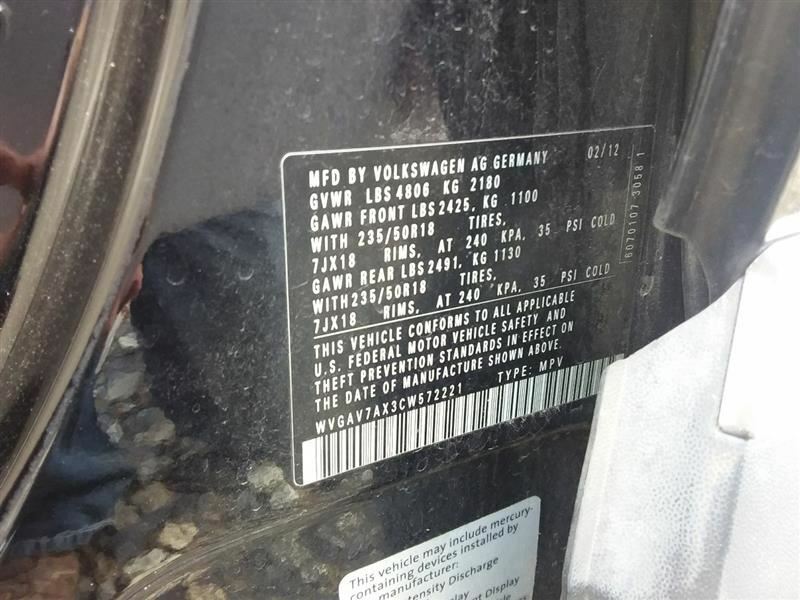 MFD BY VOLKSWAGEN AG GERMANY 02/12
GVWR LBS 4806 KG 2180
GAWR FRONT LBS 2425, KG 1100
WITH 235/50R18 TIRES,
7JX18 RIMS, AT 240 KPA, 35 PSI COLD
GAWR REAR LBS 2491, KG 1130
WITH 235/50R18 TIRES,
7JX18 RIMS, AT 240 KPA, 35 PSI COLD
THIS VEHICLE CONFORMS TO ALL APPLICABLE
U.S. FEDERAL MOTOR VEHICLE SAFETY AND
THEFT PREVENTION STANDARDS IN EFFECT ON
THE DATE OF MANUFACTURE SHOWN ABOVE.
WVGAV7AX3CW572221 TYPE: MPV
6070107 30581
This vehicle may include mercury-
containing devices installed by
manufacturer:
Intensity Discharge
Display